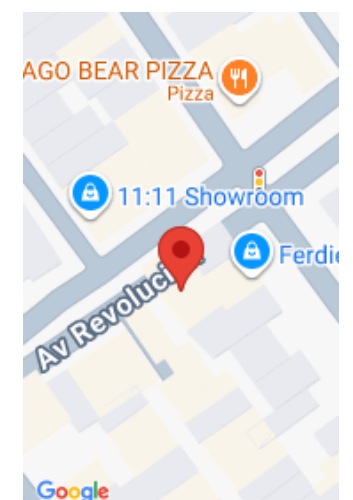 AGO BEAR PIZZA
Pizza
11:11 Showroom
Ferdie
Av Revoluci
Google